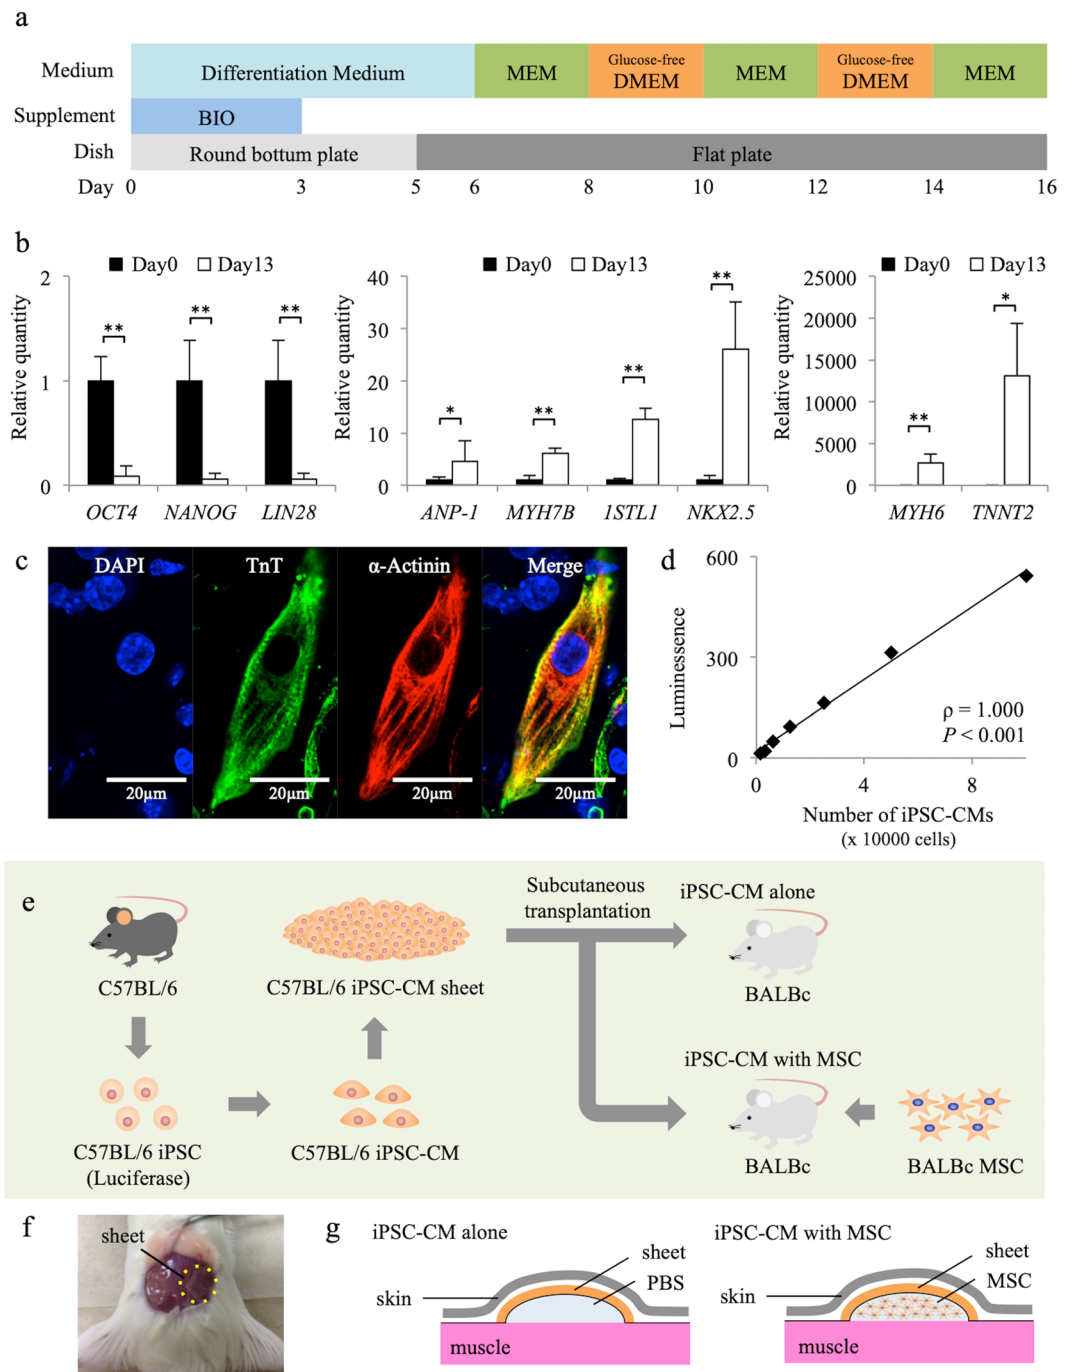 a
Medium
Differentiation Medium
MEM
Glucose-free
DMEM
MEM
Glucose-free
DMEM
MEM
Supplement
BIO
Dish
Round bottum plate
Flat plate
Day 0 3 5 6 8 10 12 14 16
b
Day0 Day13
Relative quantity
2
1
0
** ** **
OCT4 NANOG LIN28
Day0 Day13
Relative quantity
40
30
20
10
0
* ** ** **
ANP-1 MYH7B ISTL1 NKX2.5
Day0 Day13
Relative quantity
25000
20000
15000
10000
5000
0
** *
MYH6 TNNT2
c
DAPI TnT α-Actinin Merge
20μm 20μm 20μm 20μm
d
Luminessence
600
300
0
ρ = 1.000
P < 0.001
0 4 8
Number of iPSC-CMs
(x 10000 cells)
e
C57BL/6
C57BL/6 iPSC
(Luciferase)
C57BL/6 iPSC-CM
C57BL/6 iPSC-CM sheet
Subcutaneous
transplantation
iPSC-CM alone
BALBc
iPSC-CM with MSC
BALBc
BALBc MSC
f
sheet
g
iPSC-CM alone
sheet
PBS
skin
muscle
iPSC-CM with MSC
sheet
MSC
skin
muscle